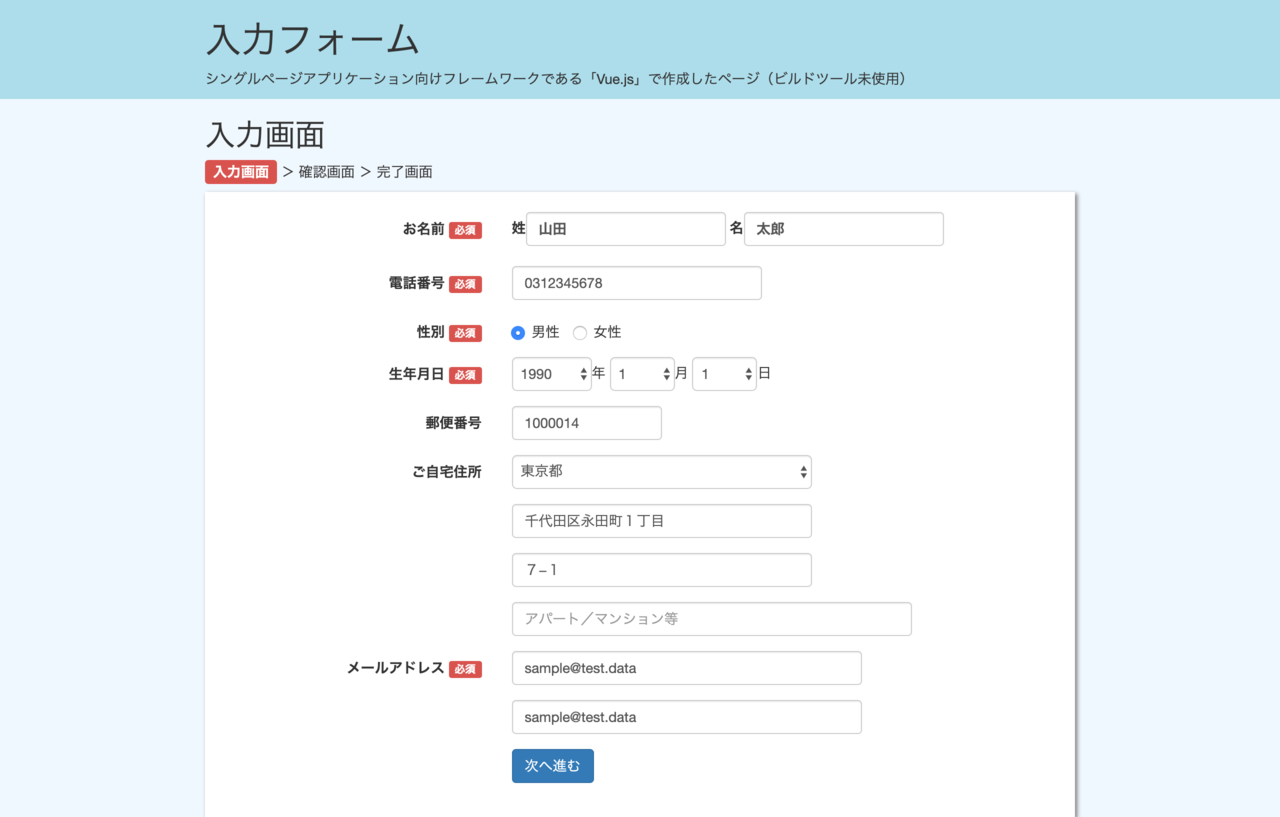 入力フォーム
シングルページアプリケーション向けフレームワークである「Vue.js」で作成したページ（ビルドツール未使用）
入力画面
入力画面 ＞ 確認画面 ＞ 完了画面
お名前 必須 姓 山田 名 太郎
電話番号 必須 0312345678
性別 必須 男性 女性
生年月日 必須 1990 年 1 月 1 日
郵便番号 1000014
ご自宅住所 東京都
千代田区永田町１丁目
７−１
アパート／マンション等
メールアドレス 必須 sample@test.data
sample@test.data
次へ進む